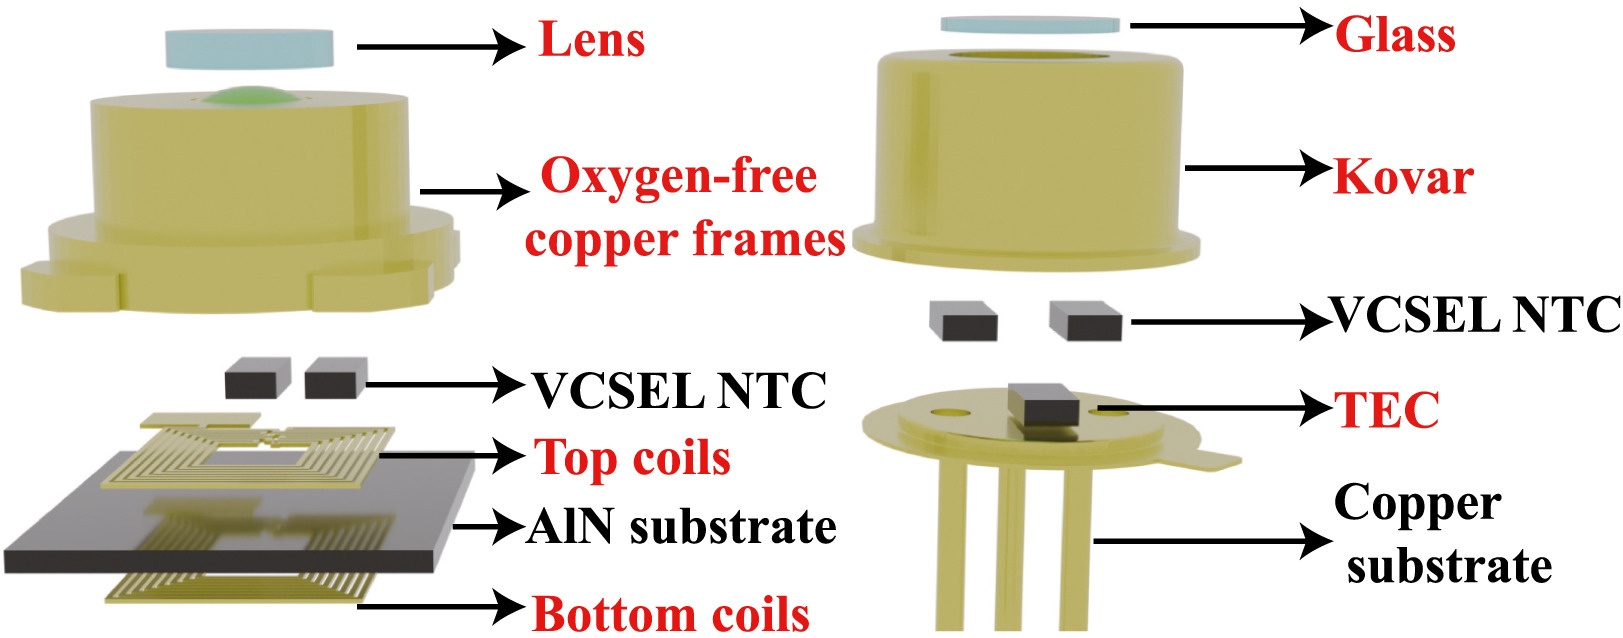 Lens
Oxygen-free
copper frames
VCSEL NTC
Top coils
AlN substrate
Bottom coils
Glass
Kovar
VCSEL NTC
TEC
Copper
substrate